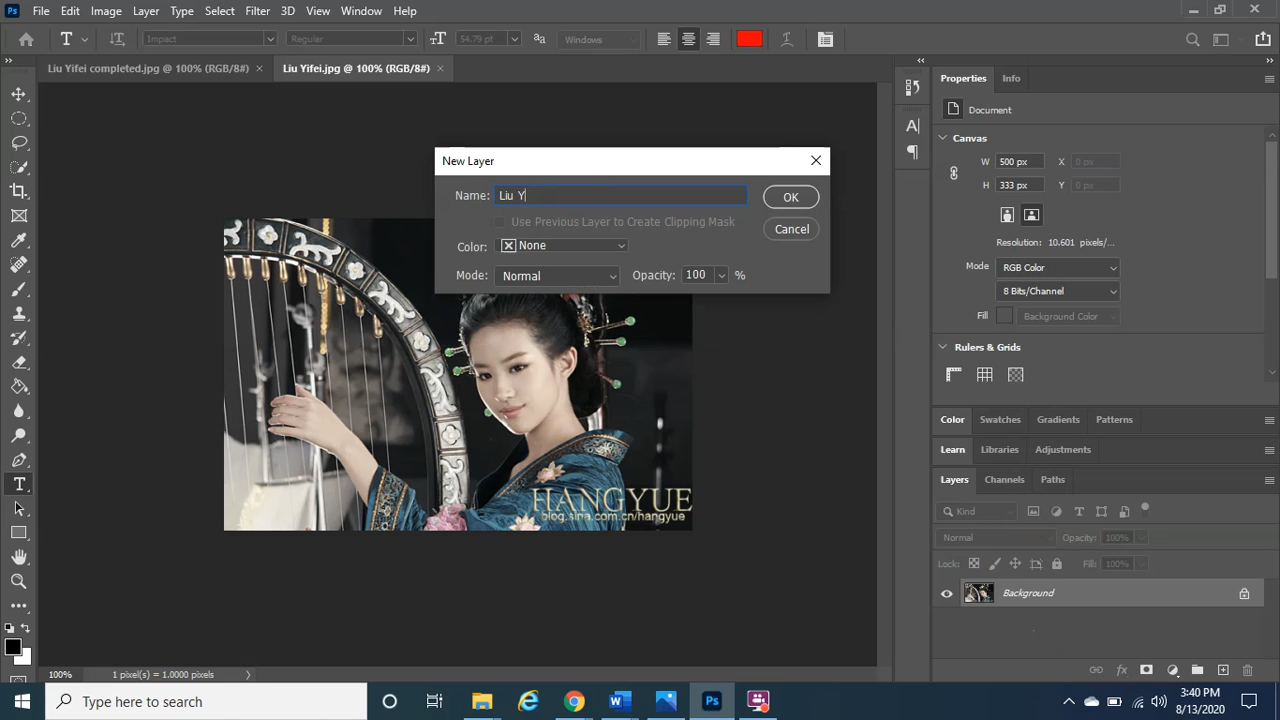 Ps File Edit Image Layer Type Select Filter 3D View Window Help
T Impact Regular 54.79 pt aa Windows
Liu Yifei completed.jpg @ 100% (RGB/8#) × Liu Yifei.jpg @ 100% (RGB/8#) ×
Properties Info
Document
Canvas
W 500 px X 0 px
H 333 px Y 0 px
Resolution: 10.601 pixels/...
Mode RGB Color
8 Bits/Channel
Fill Background Color
Rulers & Grids
Color Swatches Gradients Patterns
Learn Libraries Adjustments
Layers Channels Paths
Kind
Normal Opacity: 100%
Lock: Fill: 100%
Background
New Layer
Name: Liu Y OK
Use Previous Layer to Create Clipping Mask Cancel
Color: None
Mode: Normal Opacity: 100 %
HANGYUE
blog.sina.com.cn/hangyue
100% 1 pixel(s) = 1.0000 pixels
Type here to search
3:40 PM
8/13/2020